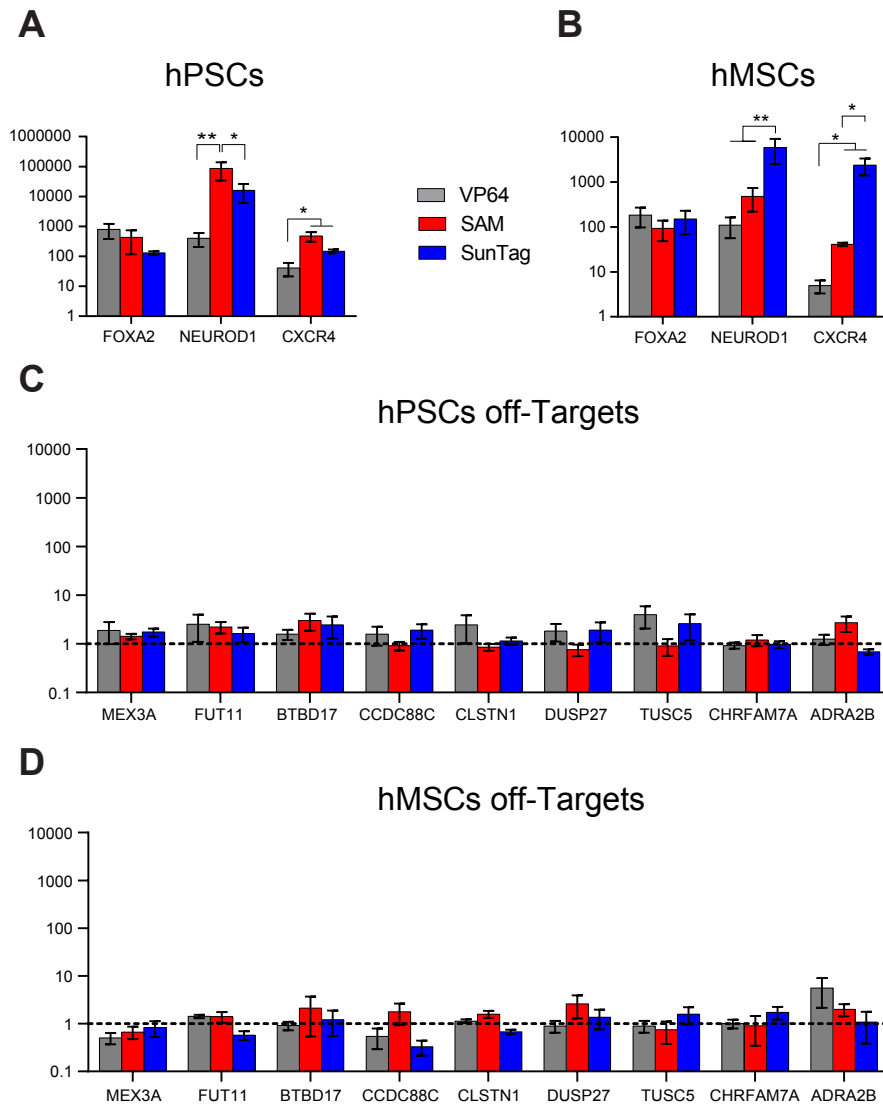 A
B
hPSCs
hMSCs
1000000
100000
10000
1000
100
10
1
** *
*
FOXA2 NEUROD1 CXCR4
VP64
SAM
SunTag
10000
1000
100
10
1
**
*
*
FOXA2 NEUROD1 CXCR4
C
hPSCs off-Targets
10000
1000
100
10
1
0.1
MEX3A FUT11 BTBD17 CCDC88C CLSTN1 DUSP27 TUSC5 CHRFAM7A ADRA2B
D
hMSCs off-Targets
10000
1000
100
10
1
0.1
MEX3A FUT11 BTBD17 CCDC88C CLSTN1 DUSP27 TUSC5 CHRFAM7A ADRA2B